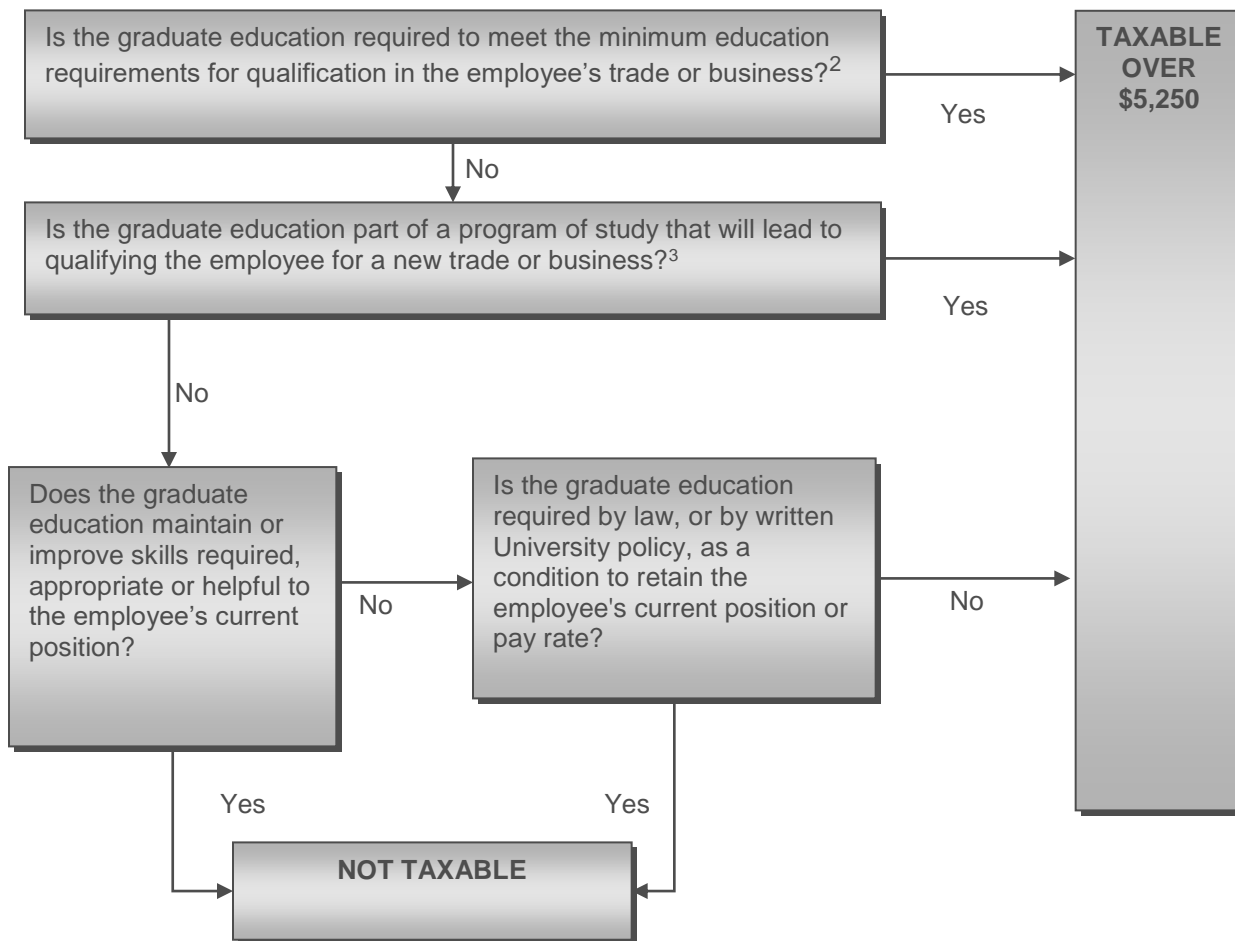 Is the graduate education required to meet the minimum education
requirements for qualification in the employee’s trade or business?2
Yes
TAXABLE
OVER
$5,250
No
Is the graduate education part of a program of study that will lead to
qualifying the employee for a new trade or business?3
Yes
No
Does the graduate
education maintain or
improve skills required,
appropriate or helpful to
the employee’s current
position?
No
Is the graduate education
required by law, or by written
University policy, as a
condition to retain the
employee's current position or
pay rate?
No
Yes
Yes
NOT TAXABLE